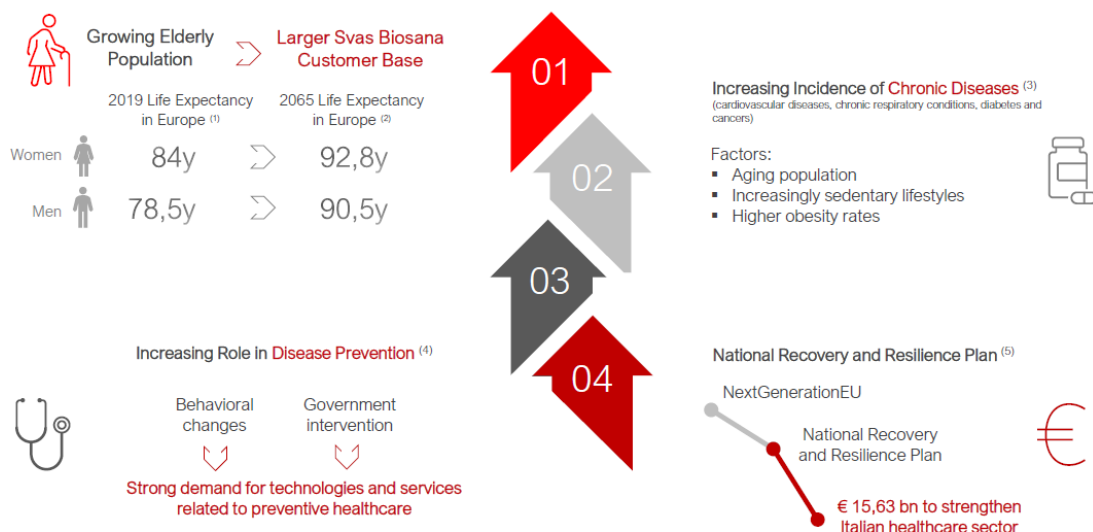 Growing Elderly
Population
Larger Svas Biosana
Customer Base
2019 Life Expectancy
in Europe (1)
2065 Life Expectancy
in Europe (2)
Women
84y
92,8y
Men
78,5y
90,5y
01
02
03
04
Increasing Incidence of Chronic Diseases (3)
(cardiovascular diseases, chronic respiratory conditions, diabetes and
cancers)
Factors:
▪ Aging population
▪ Increasingly sedentary lifestyles
▪ Higher obesity rates
Increasing Role in Disease Prevention (4)
Behavioral
changes
Government
intervention
Strong demand for technologies and services
related to preventive healthcare
National Recovery and Resilience Plan (5)
NextGenerationEU
National Recovery
and Resilience Plan
€ 15,63 bn to strengthen
Italian healthcare sector
€